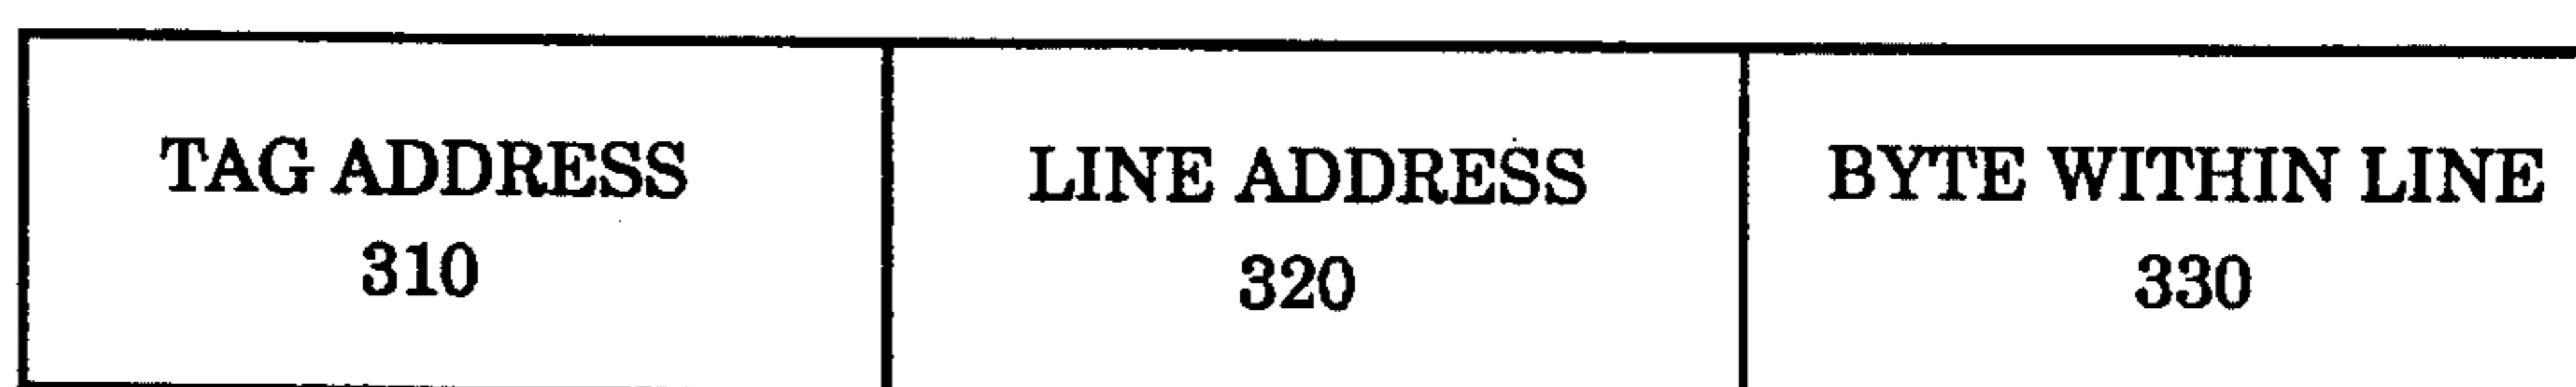 TAG ADDRESS
310
LINE ADDRESS
320
BYTE WITHIN LINE
330